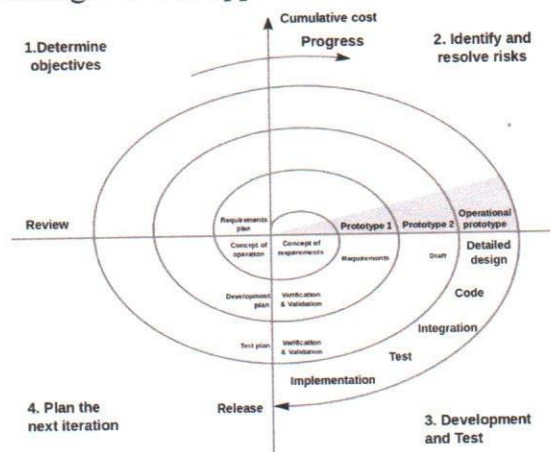 Cumulative cost
1.Determine
objectives
Progress
2. Identify and
resolve risks
Review
Requirements
plan
Prototype 1
Prototype 2
Operational
prototype
Concept of
operation
Concept of
requirements
Requirements
Draft
Detailed
design
Development
plan
Verification
& Validation
Code
Integration
Test plan
Verification
& Validation
Test
Implementation
4. Plan the
next iteration
Release
3. Development
and Test